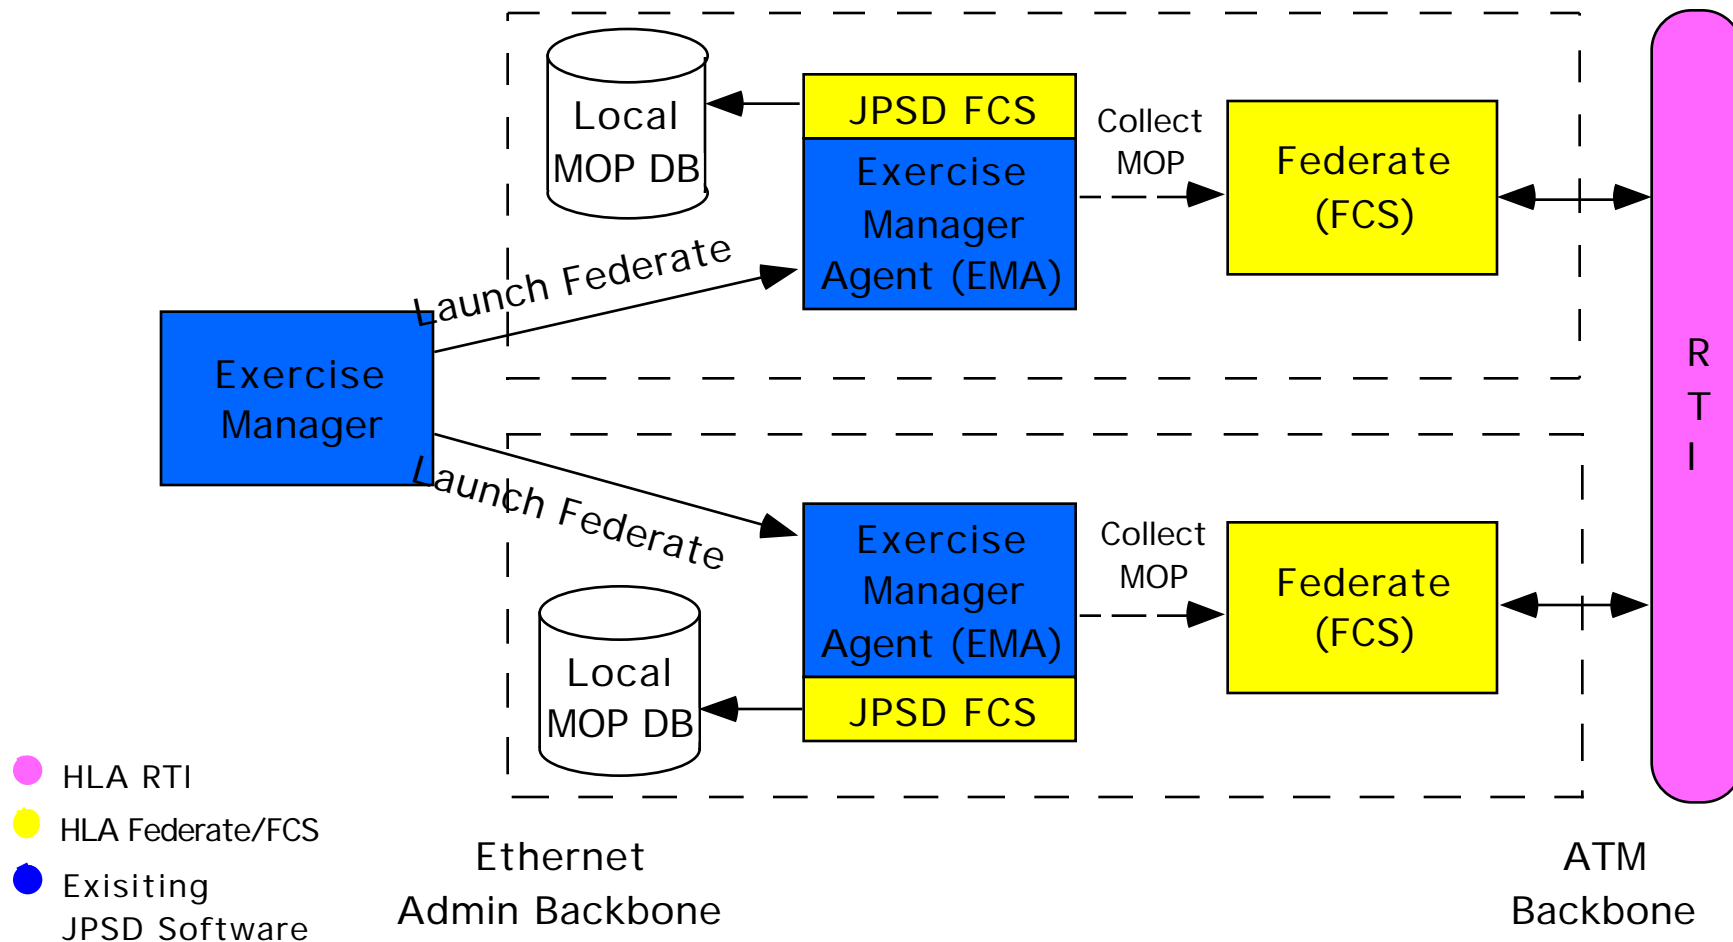 Local
MOP DB
JPSD FCS
Exercise
Manager
Agent (EMA)
Collect
MOP
Federate
(FCS)
Launch Federate
Exercise
Manager
R
T
I
Launch Federate
Exercise
Manager
Agent (EMA)
JPSD FCS
Collect
MOP
Federate
(FCS)
Local
MOP DB
HLA RTI
HLA Federate/FCS
Exisiting
JPSD Software
Ethernet
Admin Backbone
ATM
Backbone